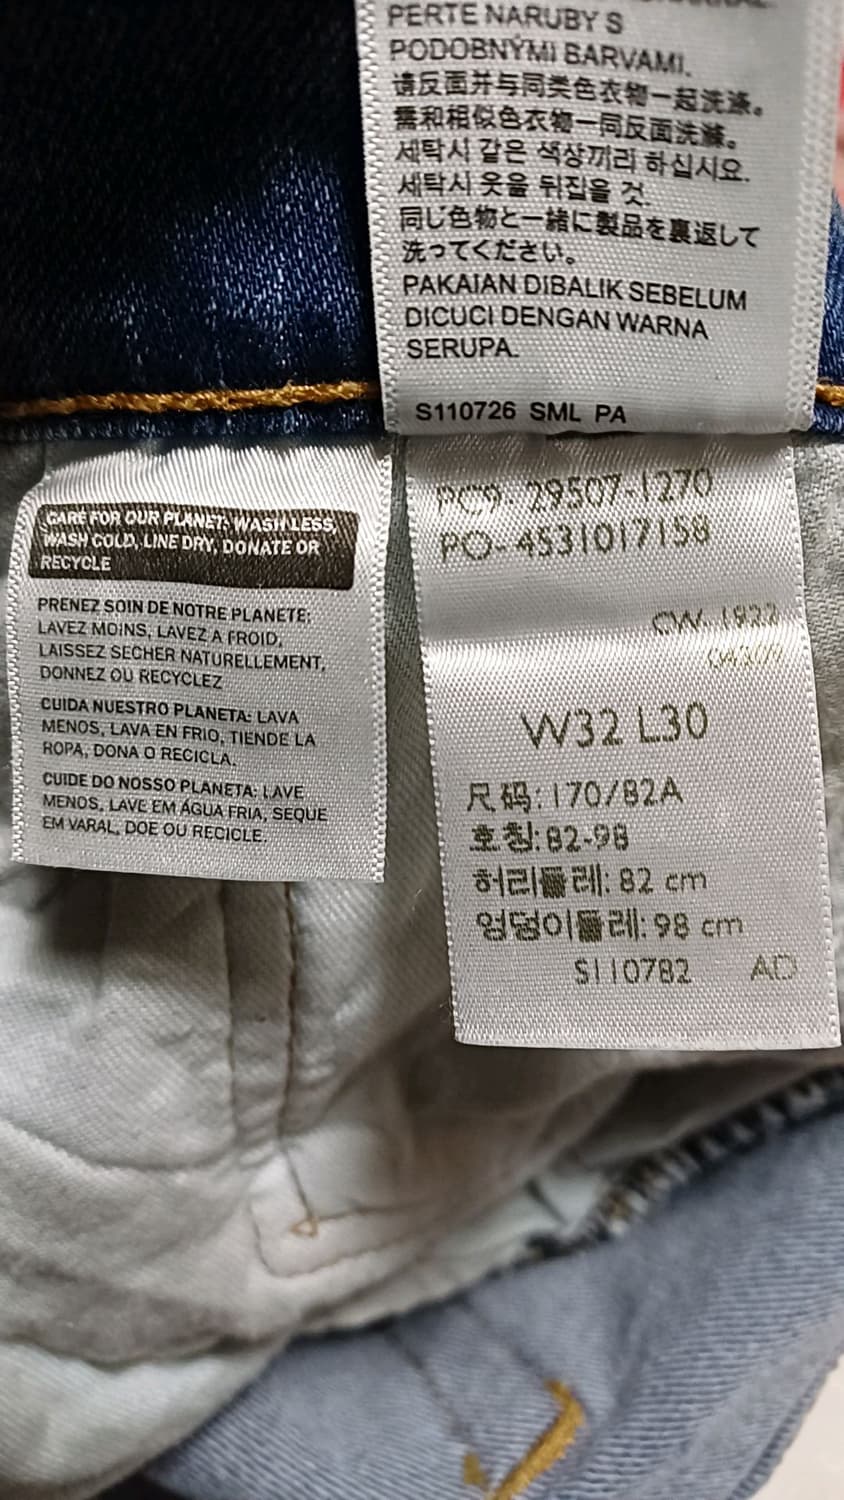 PERTE NARUBY S
PODOBNÝMI BARVAMI.
请反面并与同类色衣物一起洗涤。
需和相似色衣物一同反面洗滌。
세탁시 같은 색상끼리 하십시요.
세탁시 옷을 뒤집을 것.
同じ色物と一緒に製品を裏返して
洗ってください。
PAKAIAN DIBALIK SEBELUM
DICUCI DENGAN WARNA
SERUPA.
S110726 SML PA
CARE FOR OUR PLANET: WASH LESS,
WASH COLD, LINE DRY, DONATE OR
RECYCLE
PRENEZ SOIN DE NOTRE PLANETE:
LAVEZ MOINS, LAVEZ A FROID,
LAISSEZ SECHER NATURELLEMENT,
DONNEZ OU RECYCLEZ
CUIDA NUESTRO PLANETA: LAVA
MENOS, LAVA EN FRIO, TIENDE LA
ROPA, DONA O RECICLA.
CUIDE DO NOSSO PLANETA: LAVE
MENOS, LAVE EM ÁGUA FRIA, SEQUE
EM VARAL, DOE OU RECICLE.
PC9- 29507-1270
PO- 4531017158
CW- 1922
W32 L30
尺码: 170/82A
호칭: 82-98
허리둘레: 82 cm
엉덩이둘레: 98 cm
S110782 AD